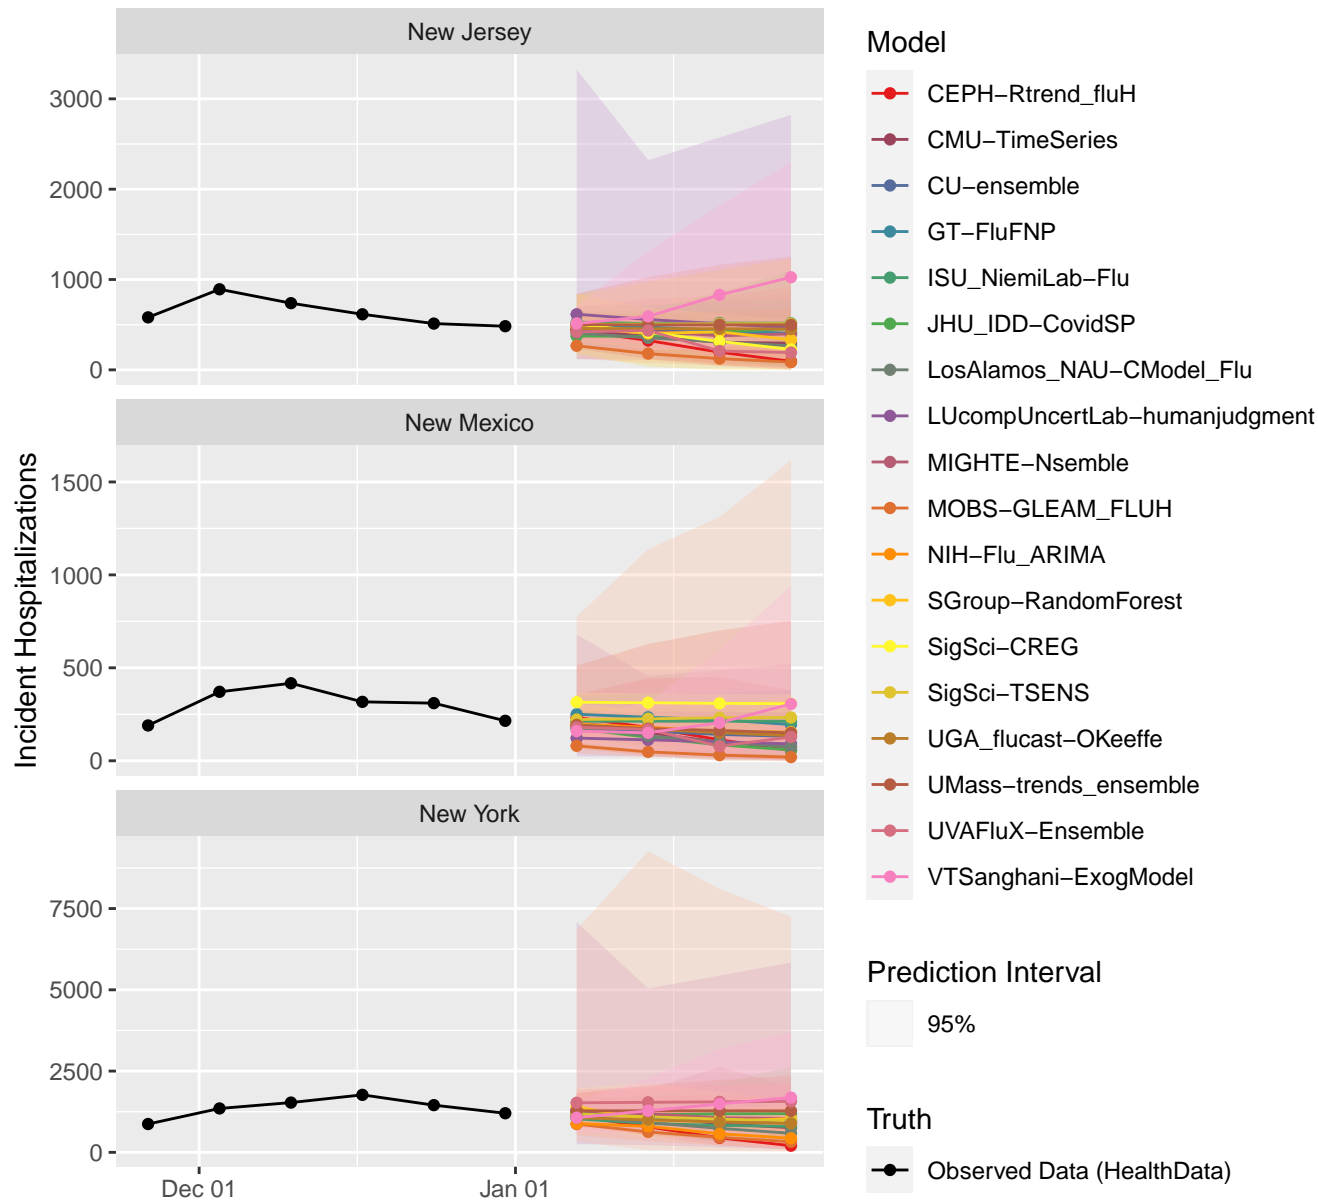 New Jersey
3000
2000
1000
0
New Mexico
1500
1000
500
0
New York
7500
5000
2500
0
Dec 01
Jan 01
Incident Hospitalizations
Model
CEPH−Rtrend_fluH
CMU−TimeSeries
CU−ensemble
GT−FluFNP
ISU_NiemiLab−Flu
JHU_IDD−CovidSP
LosAlamos_NAU−CModel_Flu
LUcompUncertLab−humanjudgment
MIGHTE−Nsemble
MOBS−GLEAM_FLUH
NIH−Flu_ARIMA
SGroup−RandomForest
SigSci−CREG
SigSci−TSENS
UGA_flucast−OKeeffe
UMass−trends_ensemble
UVAFluX−Ensemble
VTSanghani−ExogModel
Prediction Interval
95%
Truth
Observed Data (HealthData)